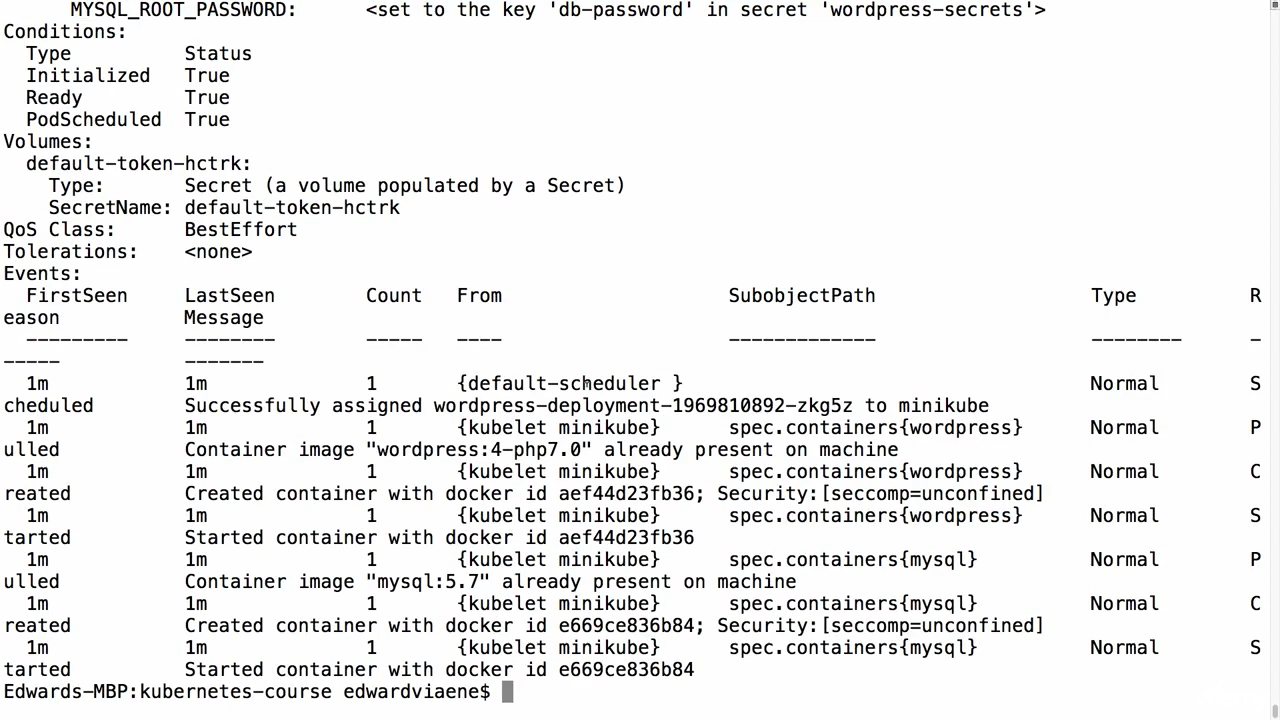 MYSQL_ROOT_PASSWORD:      <set to the key 'db-password' in secret 'wordpress-secrets'>
Conditions:
  Type          Status
  Initialized   True
  Ready         True
  PodScheduled  True
Volumes:
  default-token-hctrk:
    Type:       Secret (a volume populated by a Secret)
    SecretName: default-token-hctrk
QoS Class:      BestEffort
Tolerations:    <none>
Events:
  FirstSeen     LastSeen        Count   From                    SubobjectPath                   Type            R
eason           Message
  ---------     --------        -----   ----                    -------------                   --------        -
-----           -------
  1m            1m              1       {default-scheduler }                                    Normal          S
cheduled        Successfully assigned wordpress-deployment-1969810892-zkg5z to minikube
  1m            1m              1       {kubelet minikube}      spec.containers{wordpress}      Normal          P
ulled           Container image "wordpress:4-php7.0" already present on machine
  1m            1m              1       {kubelet minikube}      spec.containers{wordpress}      Normal          C
reated          Created container with docker id aef44d23fb36; Security:[seccomp=unconfined]
  1m            1m              1       {kubelet minikube}      spec.containers{wordpress}      Normal          S
tarted          Started container with docker id aef44d23fb36
  1m            1m              1       {kubelet minikube}      spec.containers{mysql}          Normal          P
ulled           Container image "mysql:5.7" already present on machine
  1m            1m              1       {kubelet minikube}      spec.containers{mysql}          Normal          C
reated          Created container with docker id e669ce836b84; Security:[seccomp=unconfined]
  1m            1m              1       {kubelet minikube}      spec.containers{mysql}          Normal          S
tarted          Started container with docker id e669ce836b84
Edwards-MBP:kubernetes-course edwardviaene$